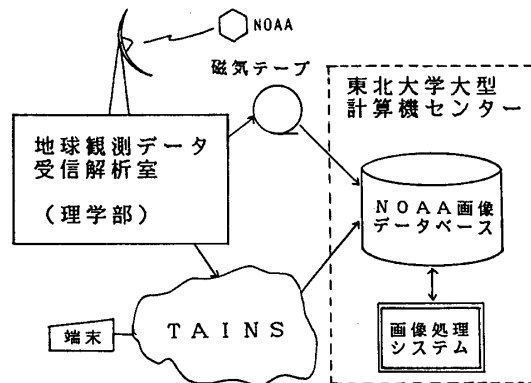 NOAA
磁気テープ
東北大学大型
計算機センター
地球観測データ
受信解析室
（理学部）
NOAA画像
データベース
TAINS
端末
画像処理
システム